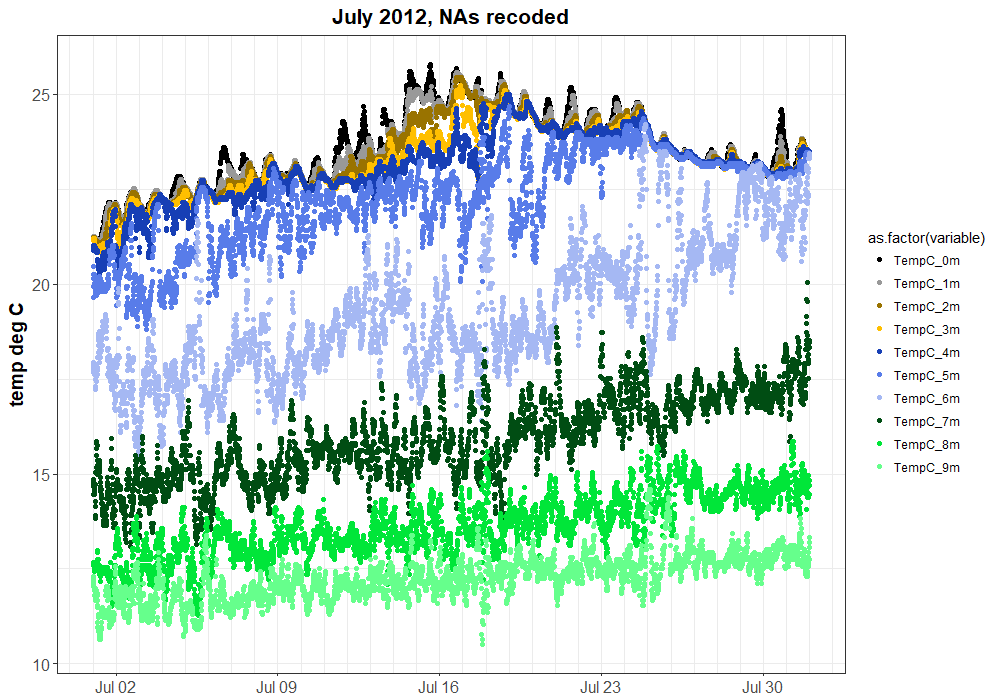 July 2012, NAs recoded
25
20
15
10
temp deg C
Jul 02
Jul 09
Jul 16
Jul 23
Jul 30
as.factor(variable)
TempC_0m
TempC_1m
TempC_2m
TempC_3m
TempC_4m
TempC_5m
TempC_6m
TempC_7m
TempC_8m
TempC_9m